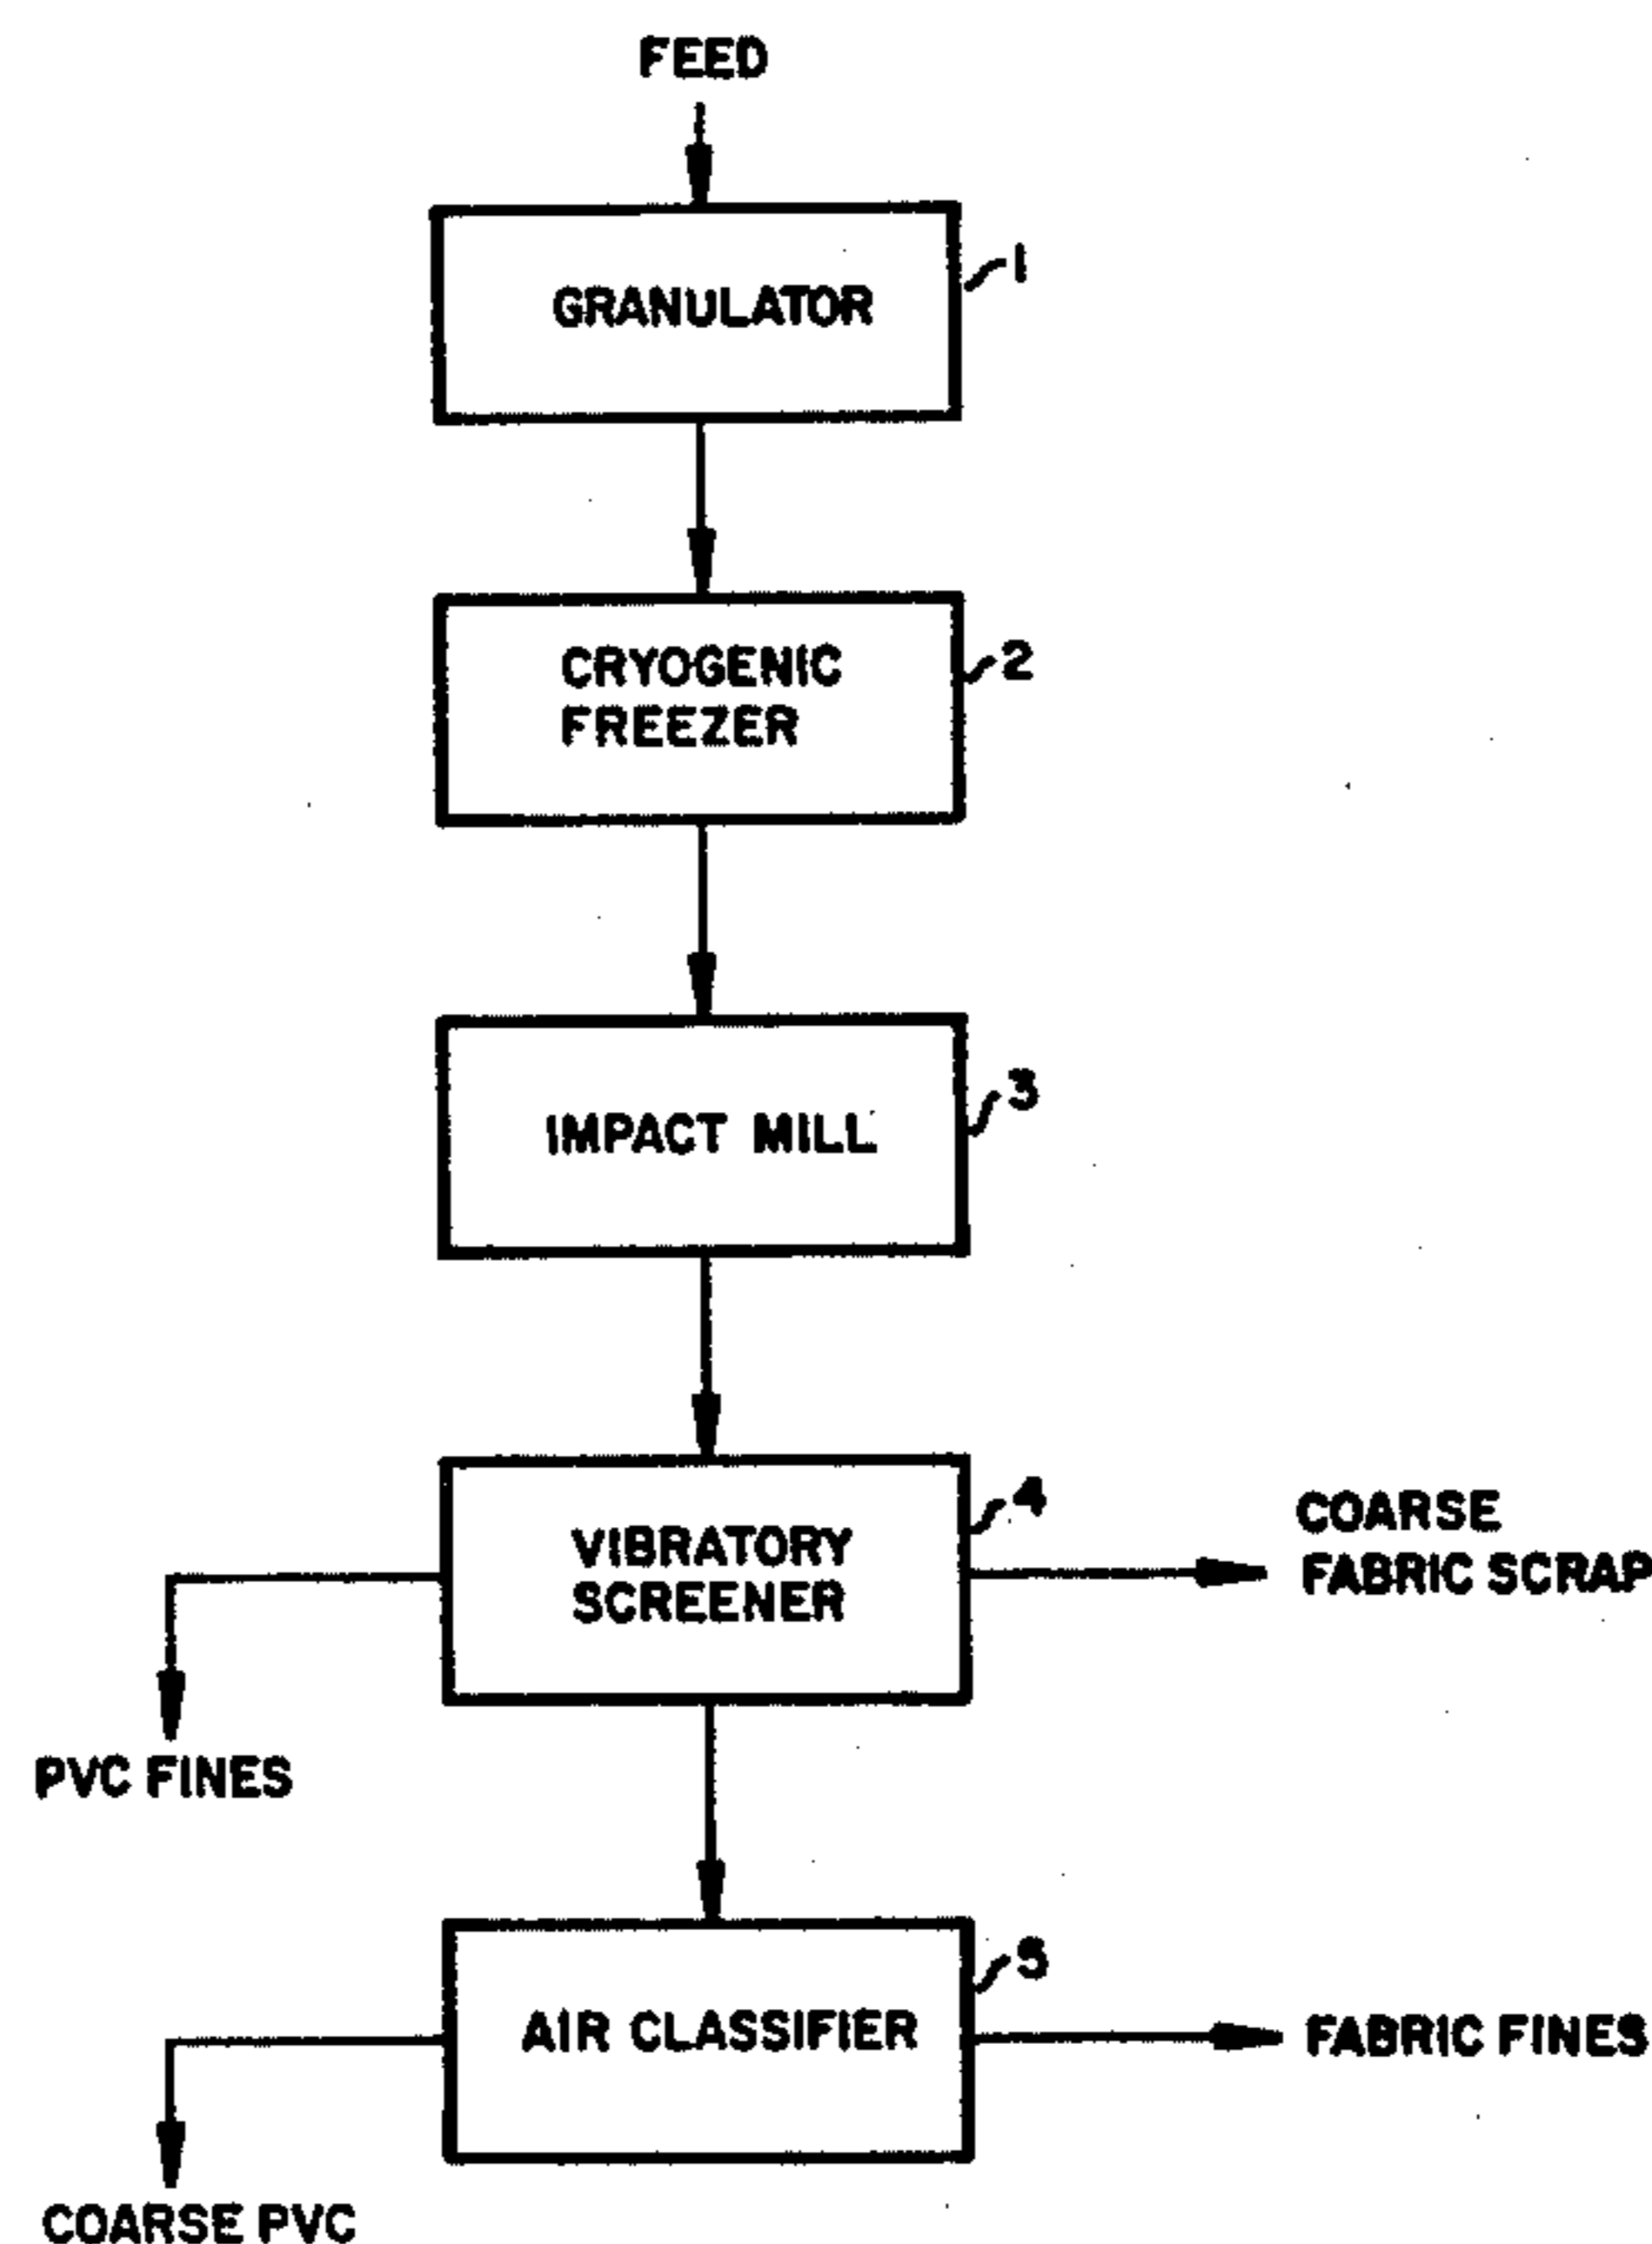 FEED
GRANULATOR
1
CRYOGENIC
FREEZER
2
IMPACT MILL
3
VIBRATORY
SCREENER
4
COARSE
FABRIC SCRAP
PVC FINES
AIR CLASSIFIER
5
FABRIC FINES
COARSE PVC